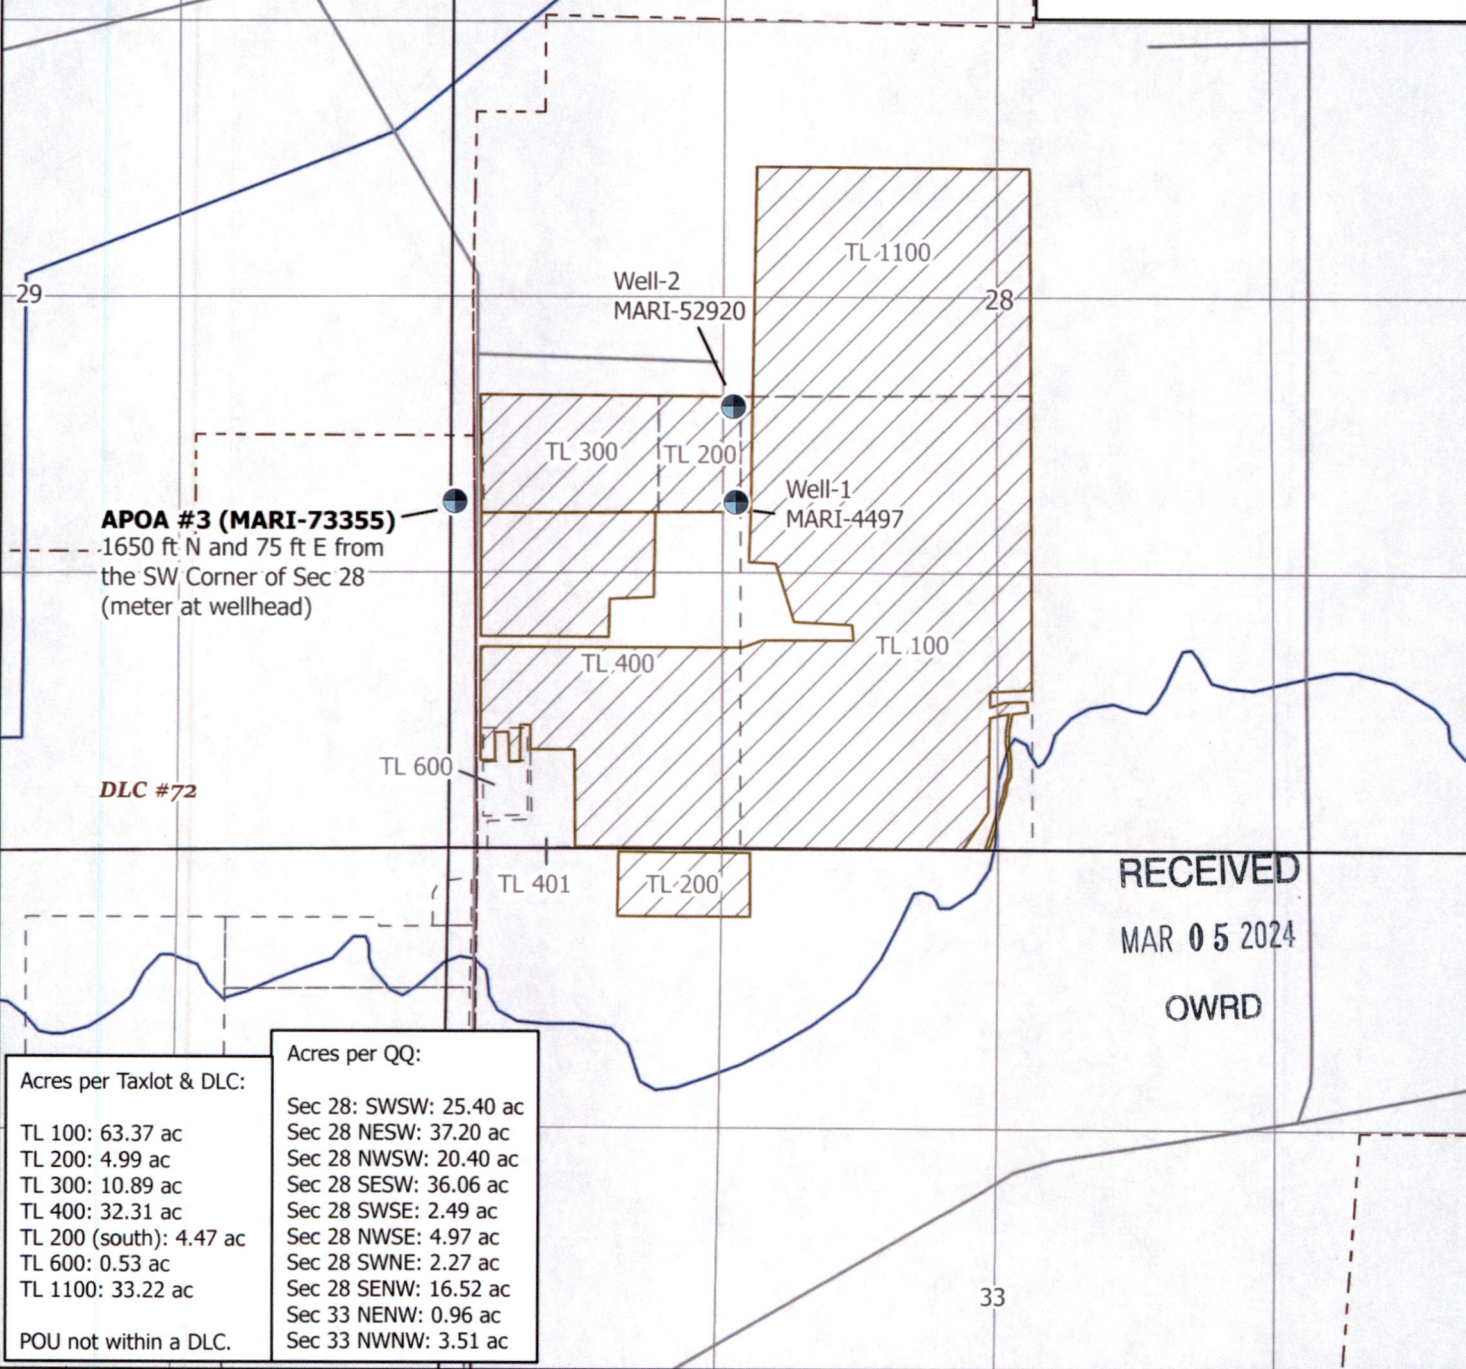 TL 1100
Well-2
MARI-52920
29
28
TL 300
TL 200
Well-1
MARI-4497
APOA #3 (MARI-73355)
1650 ft N and 75 ft E from
the SW Corner of Sec 28
(meter at wellhead)
TL 100
TL 400
TL 600
DLC #72
TL 401
TL 200
RECEIVED
MAR 05 2024
OWRD
Acres per Taxlot & DLC:
TL 100: 63.37 ac
TL 200: 4.99 ac
TL 300: 10.89 ac
TL 400: 32.31 ac
TL 200 (south): 4.47 ac
TL 600: 0.53 ac
TL 1100: 33.22 ac
POU not within a DLC.
Acres per QQ:
Sec 28: SWSW: 25.40 ac
Sec 28 NESW: 37.20 ac
Sec 28 NWSW: 20.40 ac
Sec 28 SESW: 36.06 ac
Sec 28 SWSE: 2.49 ac
Sec 28 NWSE: 4.97 ac
Sec 28 SWNE: 2.27 ac
Sec 28 SENW: 16.52 ac
Sec 33 NENW: 0.96 ac
Sec 33 NWNW: 3.51 ac
33